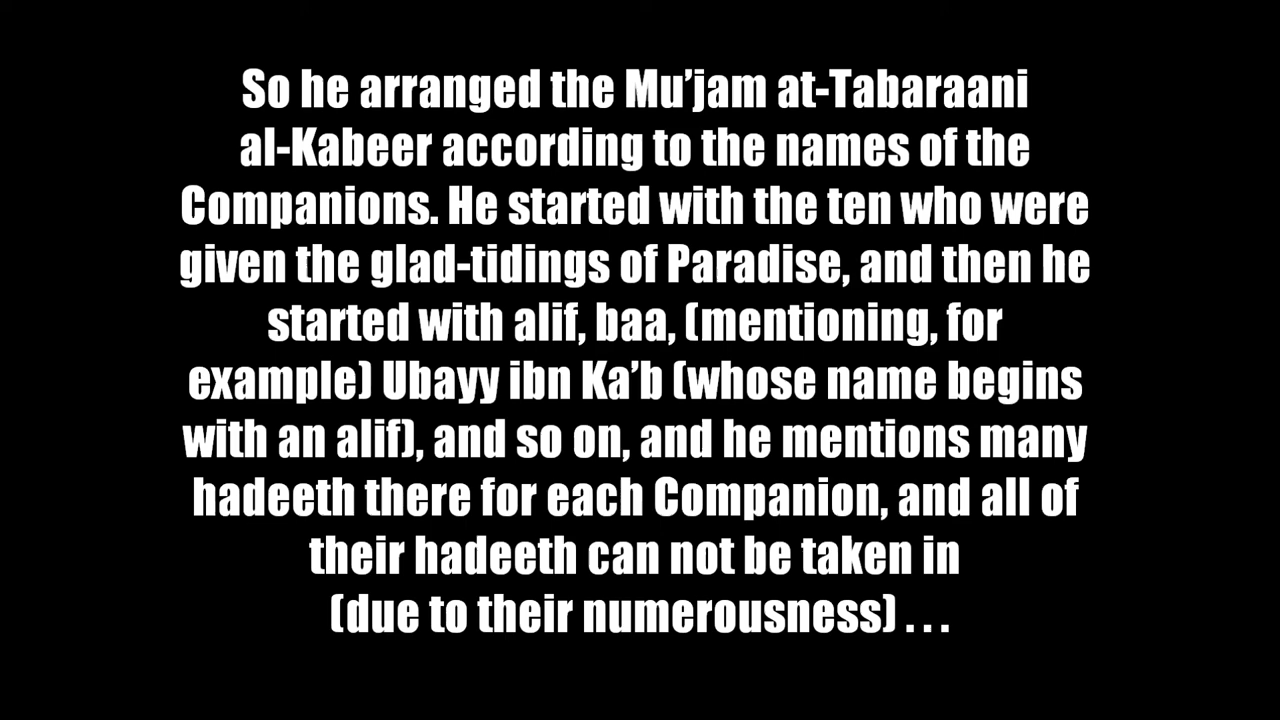 So he arranged the Mu’jam at-Tabaraani
al-Kabeer according to the names of the
Companions. He started with the ten who were
given the glad-tidings of Paradise, and then he
started with alif, baa, (mentioning, for
example) Ubayy ibn Ka’b (whose name begins
with an alif), and so on, and he mentions many
hadeeth there for each Companion, and all of
their hadeeth can not be taken in
(due to their numerousness) . . .